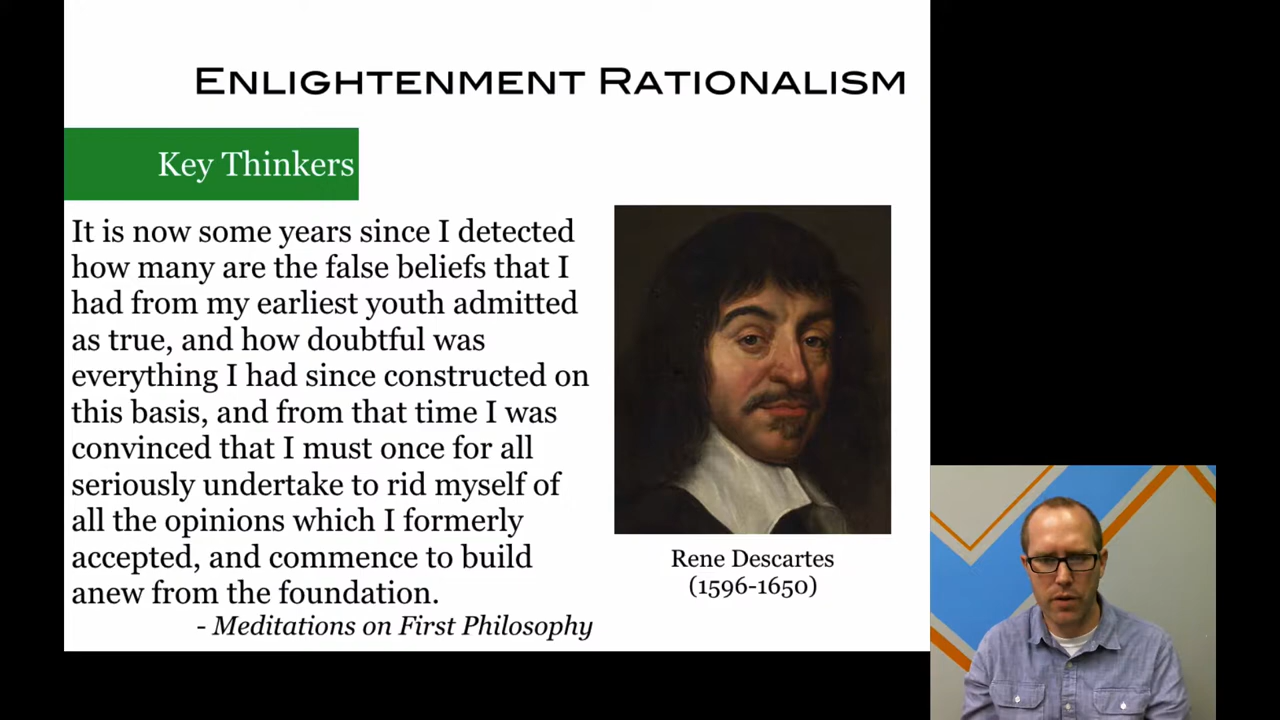 Enlightenment Rationalism
Key Thinkers
It is now some years since I detected
how many are the false beliefs that I
had from my earliest youth admitted
as true, and how doubtful was
everything I had since constructed on
this basis, and from that time I was
convinced that I must once for all
seriously undertake to rid myself of
all the opinions which I formerly
accepted, and commence to build
anew from the foundation.
- Meditations on First Philosophy
Rene Descartes
(1596-1650)